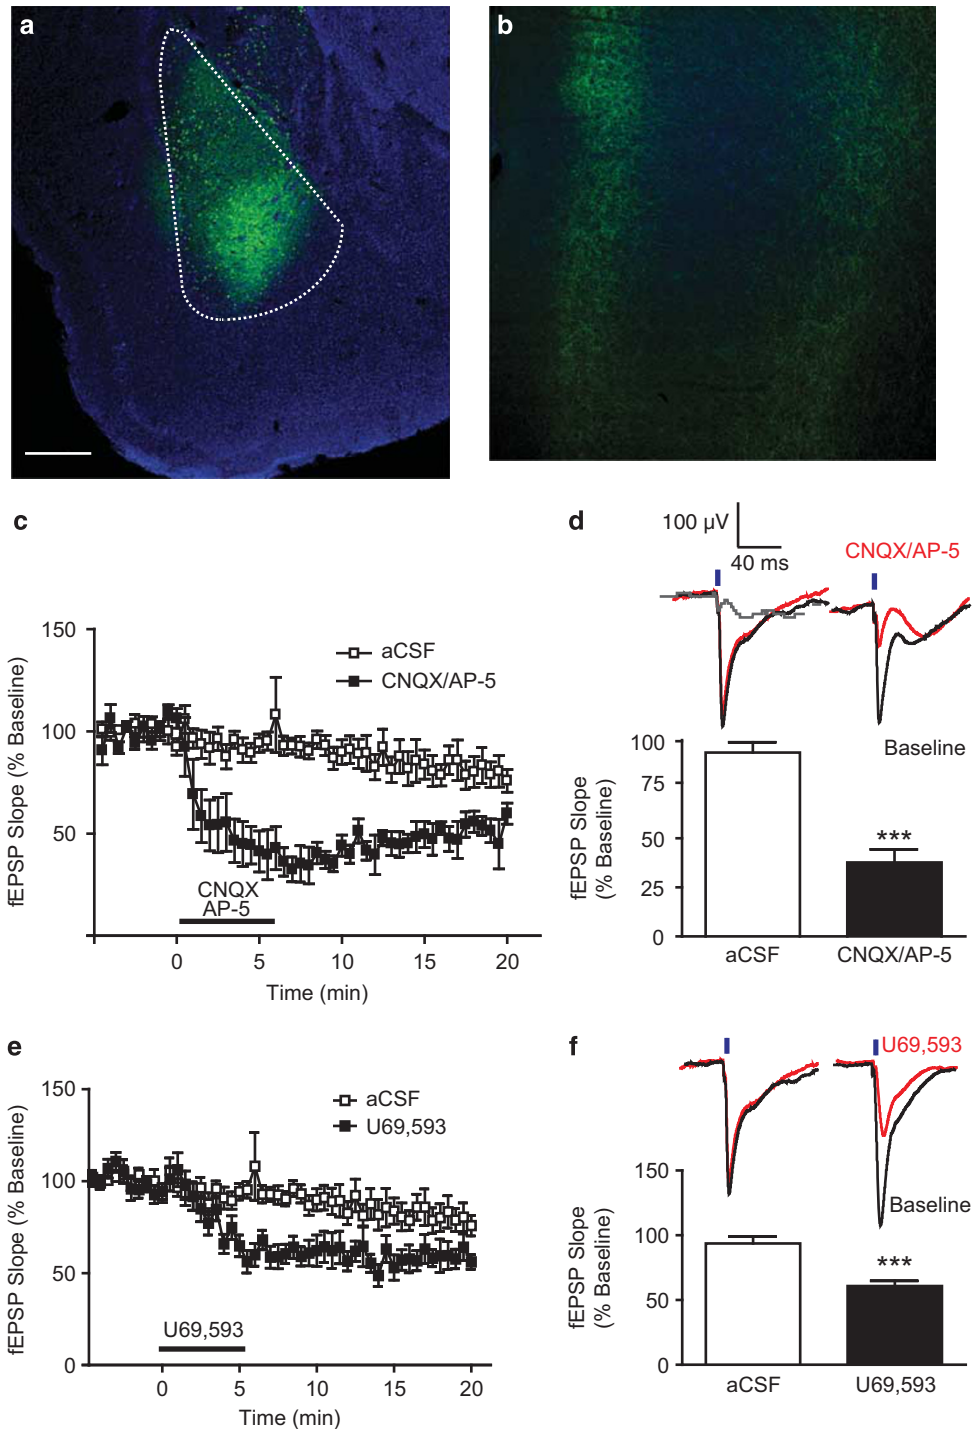 a
b
c
150
100
50
fEPSP Slope (% Baseline)
aCSF
CNQX/AP-5
CNQX
AP-5
0
5
10
15
20
Time (min)
d
100 µV
40 ms
CNQX/AP-5
Baseline
100
75
50
25
0
fEPSP Slope
(% Baseline)
***
aCSF
CNQX/AP-5
e
150
100
50
0
fEPSP Slope (% Baseline)
aCSF
U69,593
U69,593
0
5
10
15
20
Time (min)
f
U69,593
Baseline
150
100
50
0
fEPSP Slope
(% Baseline)
***
aCSF
U69,593